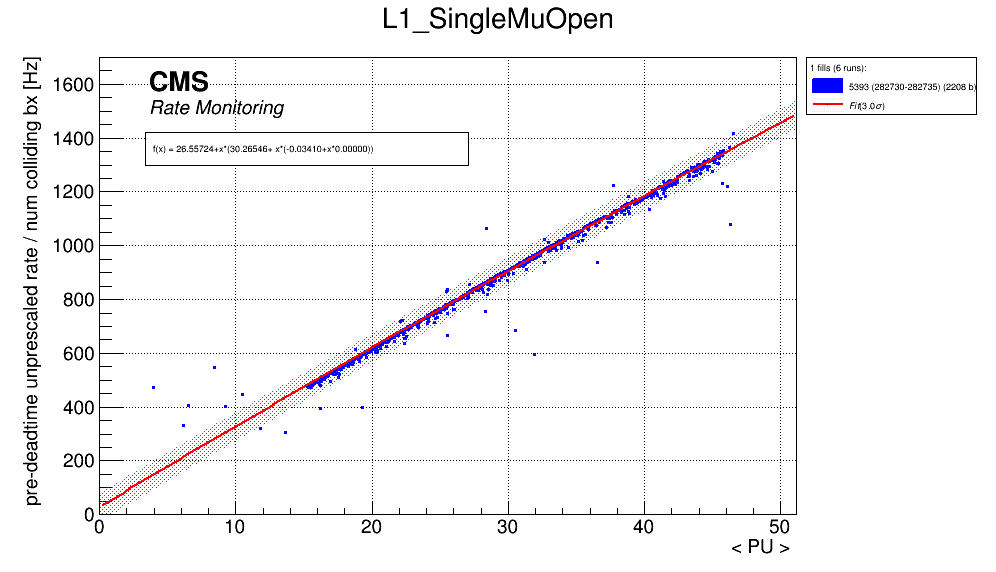 L1_SingleMuOpen
pre-deadtime unprescaled rate / num colliding bx [Hz]
1600
1400
1200
1000
800
600
400
200
0
CMS
Rate Monitoring
f(x) = 26.55724+x*(30.26546+ x*(-0.03410+x*0.00000))
0 10 20 30 40 50
< PU >
1 fills (6 runs):
5393 (282730-282735) (2208 b)
Fit(3.0σ)